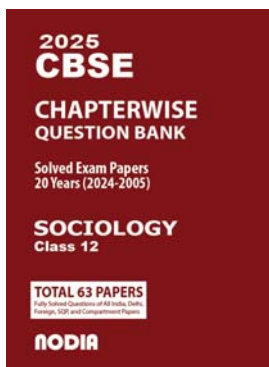 2025
CBSE
CHAPTERWISE
QUESTION BANK
Solved Exam Papers
20 Years (2024-2005)
SOCIOLOGY
Class 12
TOTAL 63 PAPERS
Fully Solved Questions of All India, Delhi,
Foreign, SQP, and Compartment Papers
NODIA